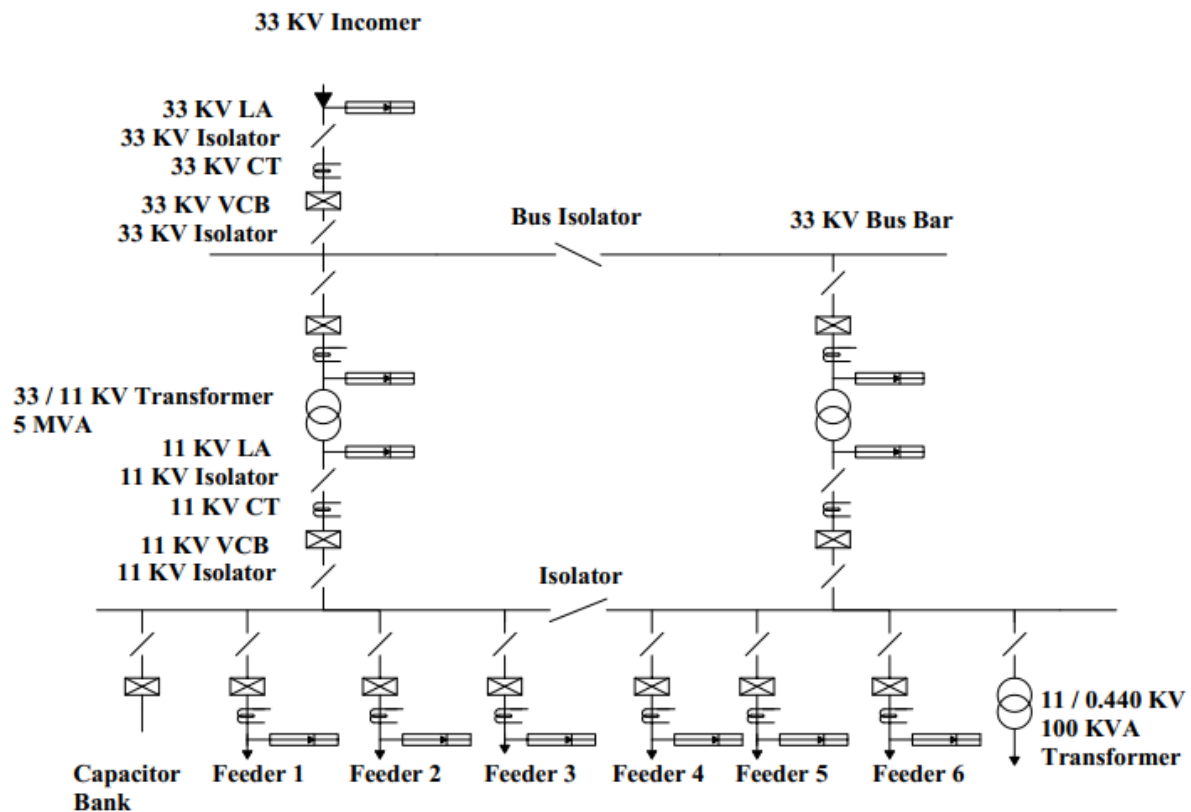 33 KV Incomer
33 KV LA
33 KV Isolator
33 KV CT
33 KV VCB
33 KV Isolator
Bus Isolator
33 KV Bus Bar
33 / 11 KV Transformer
5 MVA
11 KV LA
11 KV Isolator
11 KV CT
11 KV VCB
11 KV Isolator
Isolator
11 / 0.440 KV
100 KVA
Transformer
Capacitor
Bank
Feeder 1
Feeder 2
Feeder 3
Feeder 4
Feeder 5
Feeder 6